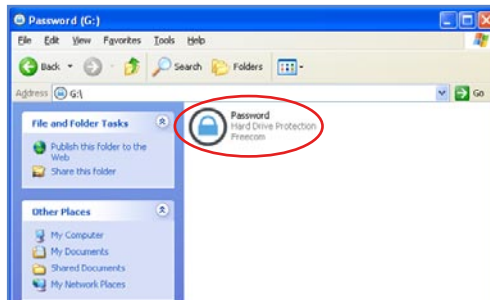 Password (G:)
File Edit View Favorites Tools Help
Back Search Folders
Address G:\ Go
File and Folder Tasks
Publish this folder to the
Web
Share this folder
Other Places
My Computer
My Documents
Shared Documents
My Network Places
Password
Hard Drive Protection
Freecom